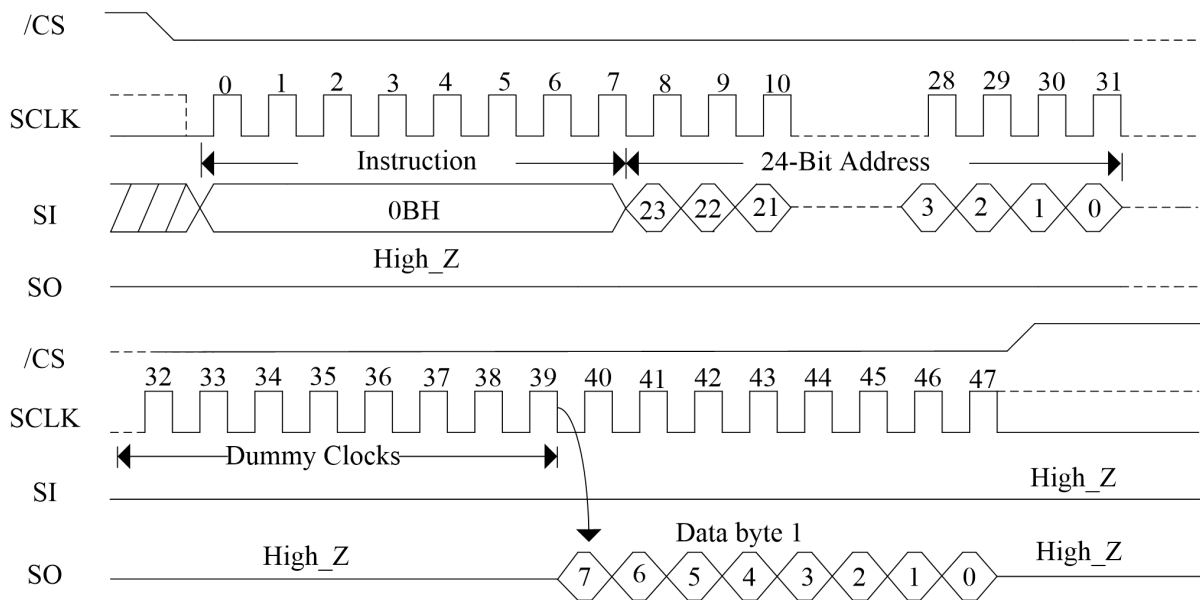 /CS
SCLK 0 1 2 3 4 5 6 7 8 9 10 28 29 30 31
Instruction 24-Bit Address
SI 0BH 23 22 21 3 2 1 0
High_Z
SO
/CS
SCLK 32 33 34 35 36 37 38 39 40 41 42 43 44 45 46 47
Dummy Clocks
SI High_Z
Data byte 1
SO High_Z 7 6 5 4 3 2 1 0 High_Z